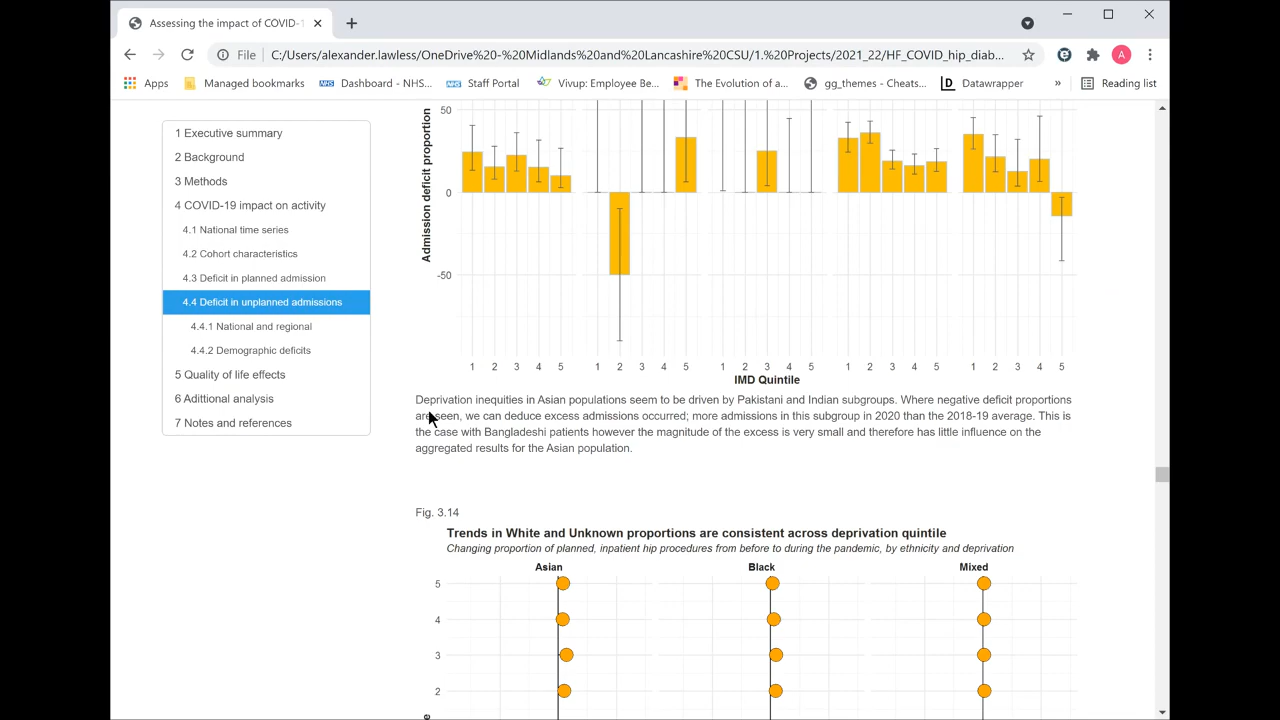 Assessing the impact of COVID-1
File C:/Users/alexander.lawless/OneDrive%20-%20Midlands%20and%20Lancashire%20CSU/1.%20Projects/2021_22/HF_COVID_hip_diab...
A
Apps Managed bookmarks NHS Dashboard - NHS... NHS Staff Portal Vivup: Employee Be... The Evolution of a... gg_themes - Cheats... D Datawrapper » Reading list
1 Executive summary
2 Background
3 Methods
4 COVID-19 impact on activity
4.1 National time series
4.2 Cohort characteristics
4.3 Deficit in planned admission
4.4 Deficit in unplanned admissions
4.4.1 National and regional
4.4.2 Demographic deficits
5 Quality of life effects
6 Adittional analysis
7 Notes and references
Admission deficit proportion
50
0
-50
1 2 3 4 5 1 2 3 4 5 1 2 3 4 5 1 2 3 4 5 1 2 3 4 5
IMD Quintile
Deprivation inequities in Asian populations seem to be driven by Pakistani and Indian subgroups. Where negative deficit proportions
are seen, we can deduce excess admissions occurred; more admissions in this subgroup in 2020 than the 2018-19 average. This is
the case with Bangladeshi patients however the magnitude of the excess is very small and therefore has little influence on the
aggregated results for the Asian population.
Fig. 3.14
Trends in White and Unknown proportions are consistent across deprivation quintile
Changing proportion of planned, inpatient hip procedures from before to during the pandemic, by ethnicity and deprivation
Asian Black Mixed
5
4
3
2